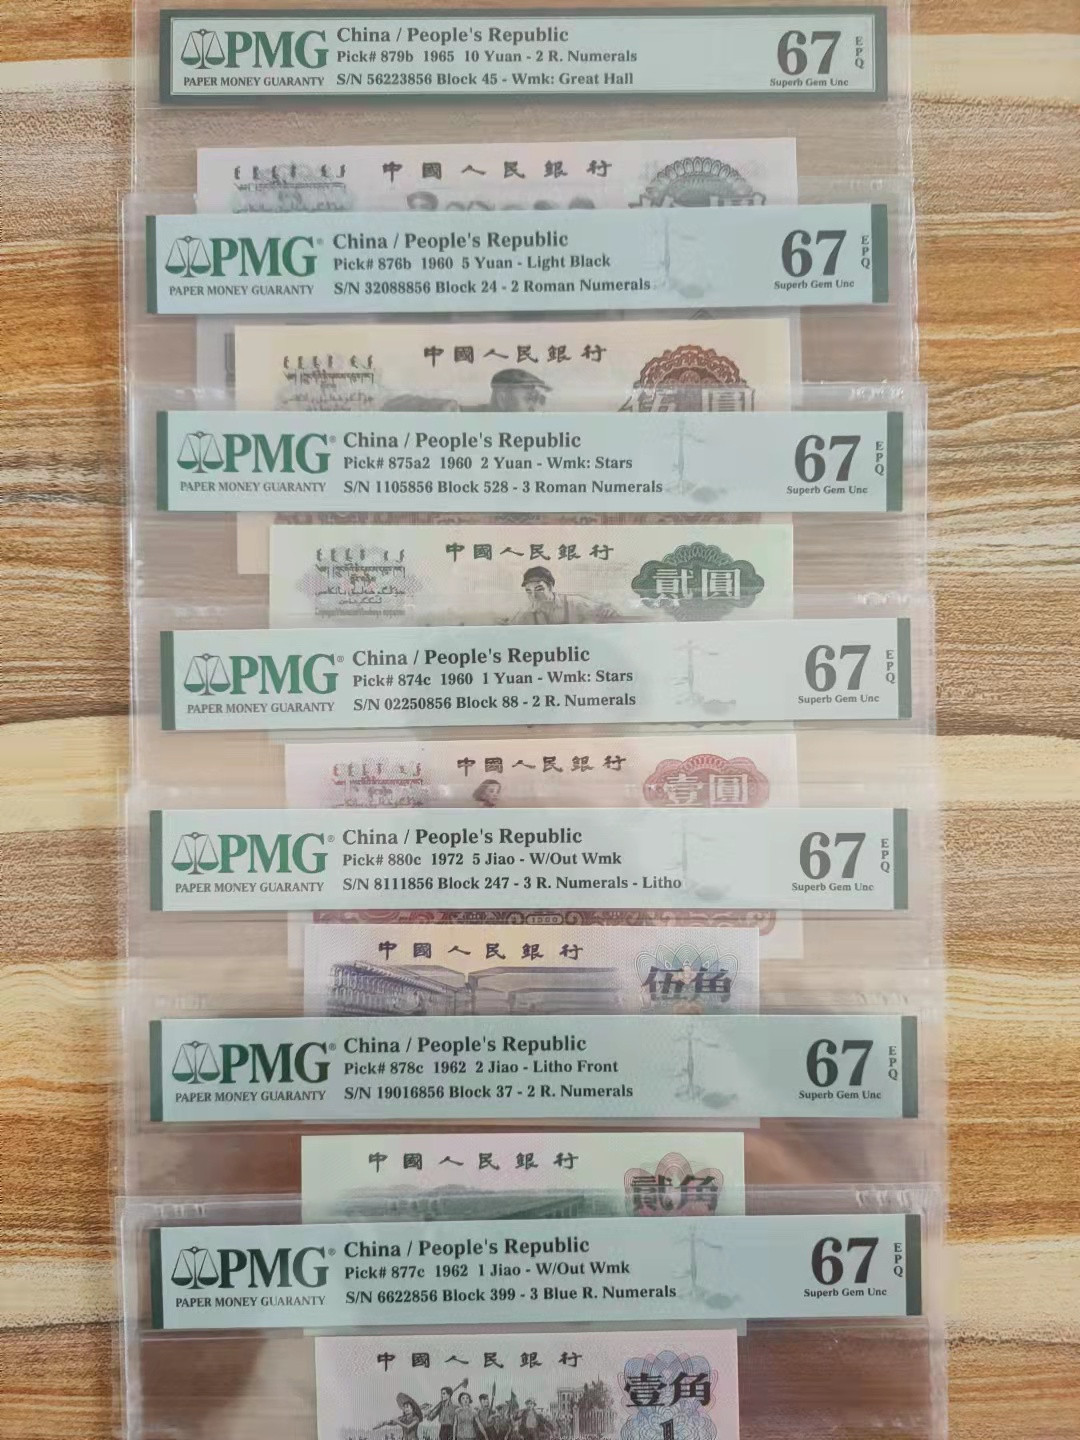 PMG
PAPER MONEY GUARANTY
China / People's Republic
Pick# 879b 1965 10 Yuan - 2 R. Numerals
S/N 56223856 Block 45 - Wmk: Great Hall
67
EPQ
Superb Gem Unc
中國人民銀行
PMG
PAPER MONEY GUARANTY
China / People's Republic
Pick# 876b 1960 5 Yuan - Light Black
S/N 32088856 Block 24 - 2 Roman Numerals
67
EPQ
Superb Gem Unc
中國人民銀行
伍圓
PMG
PAPER MONEY GUARANTY
China / People's Republic
Pick# 875a2 1960 2 Yuan - Wmk: Stars
S/N 1105856 Block 528 - 3 Roman Numerals
67
EPQ
Superb Gem Unc
中國人民銀行
貳圓
PMG
PAPER MONEY GUARANTY
China / People's Republic
Pick# 874c 1960 1 Yuan - Wmk: Stars
S/N 02250856 Block 88 - 2 R. Numerals
67
EPQ
Superb Gem Unc
中國人民銀行
壹圓
PMG
PAPER MONEY GUARANTY
China / People's Republic
Pick# 880c 1972 5 Jiao - W/Out Wmk
S/N 8111856 Block 247 - 3 R. Numerals - Litho
67
EPQ
Superb Gem Unc
1960
中國人民銀行
伍角
PMG
PAPER MONEY GUARANTY
China / People's Republic
Pick# 878c 1962 2 Jiao - Litho Front
S/N 19016856 Block 37 - 2 R. Numerals
67
EPQ
Superb Gem Unc
中國人民銀行
貳角
PMG
PAPER MONEY GUARANTY
China / People's Republic
Pick# 877c 1962 1 Jiao - W/Out Wmk
S/N 6622856 Block 399 - 3 Blue R. Numerals
67
EPQ
Superb Gem Unc
中國人民銀行
壹角
1